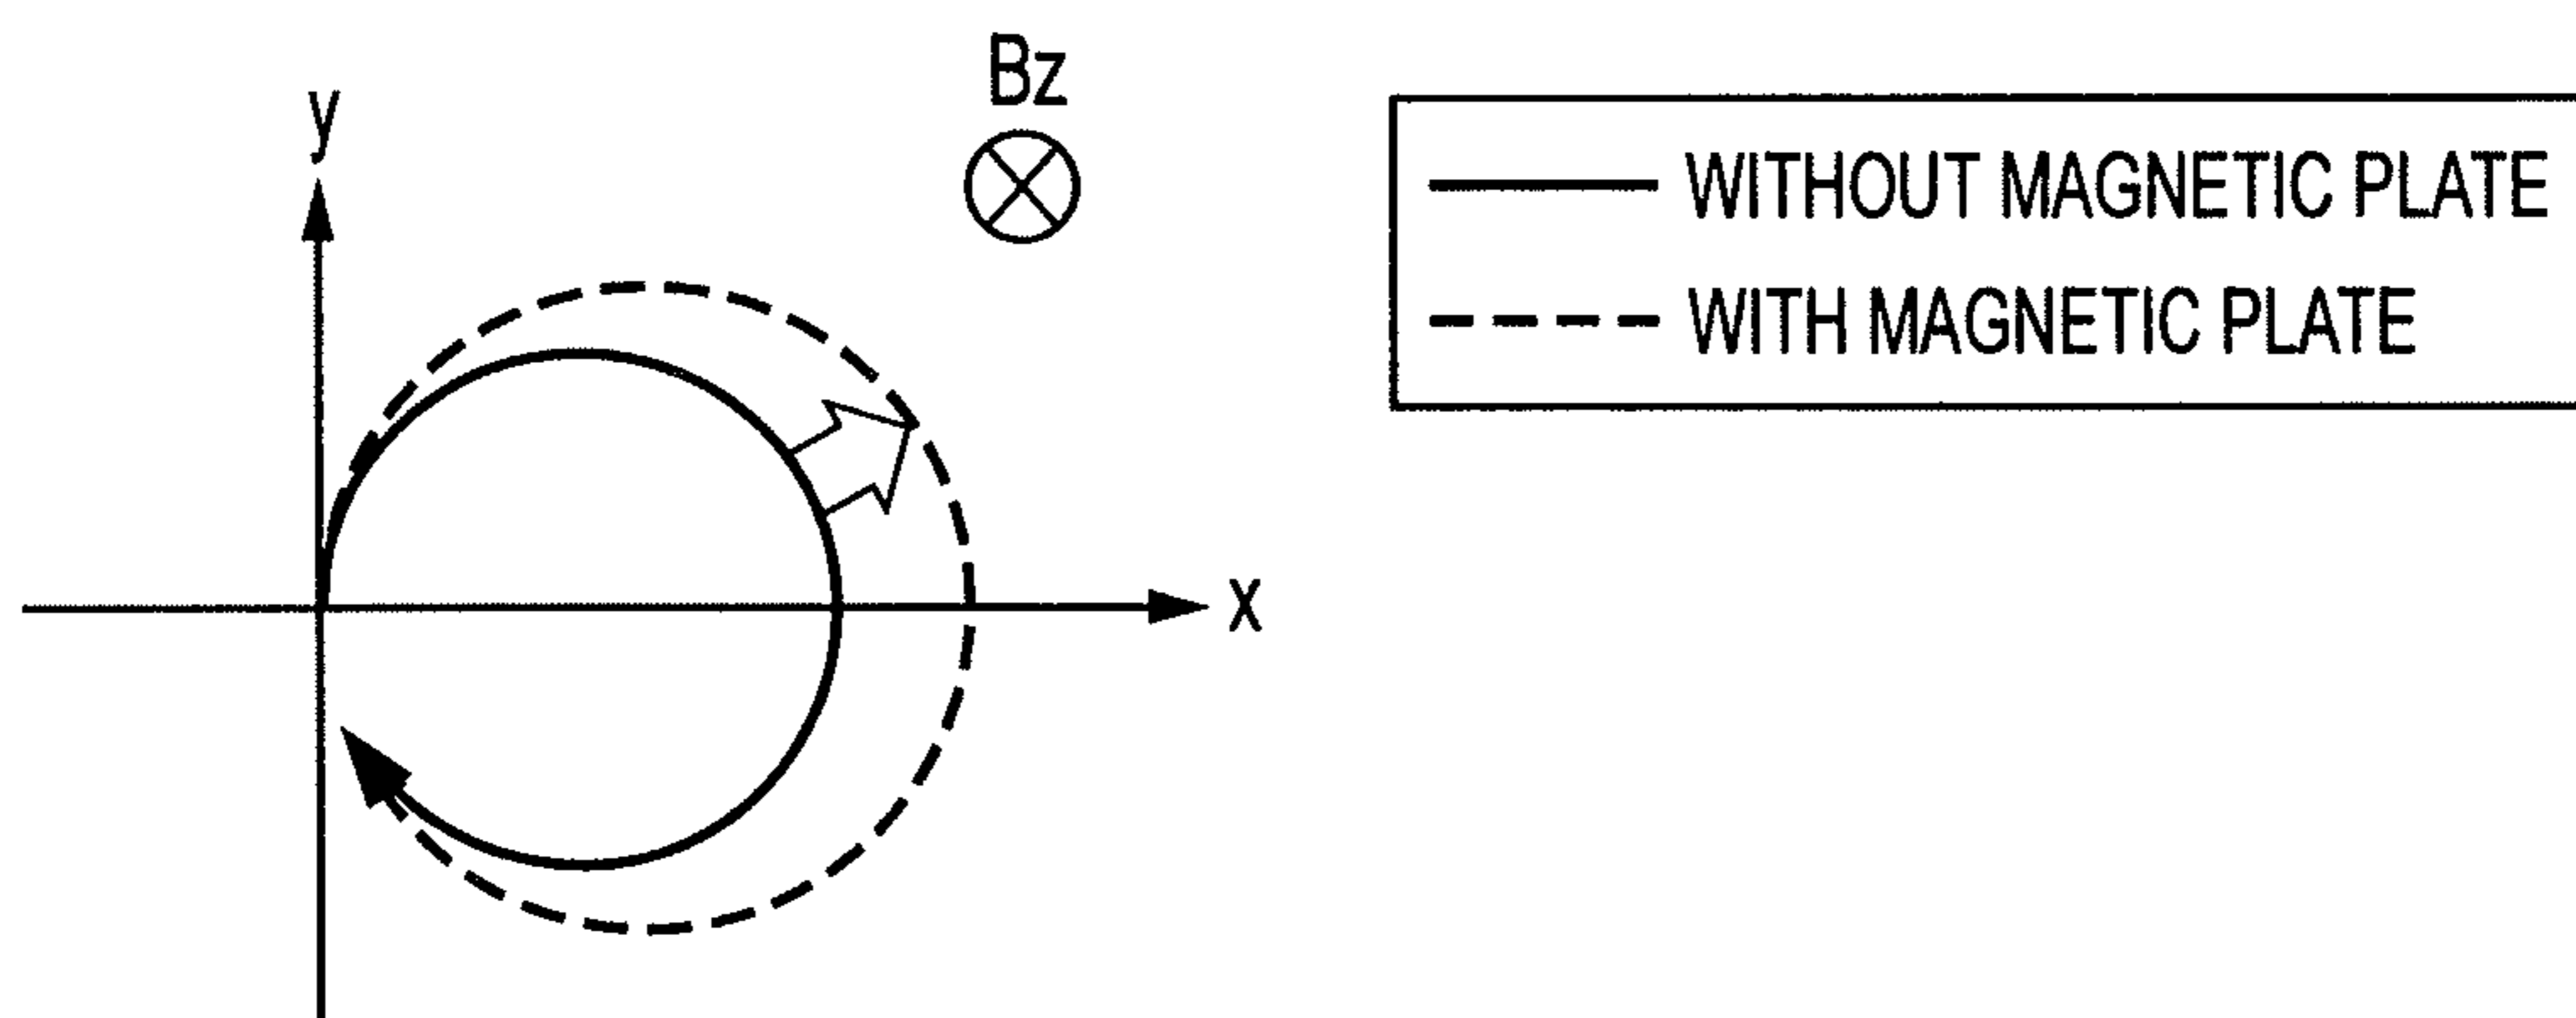 Bz
y
WITHOUT MAGNETIC PLATE
WITH MAGNETIC PLATE
x